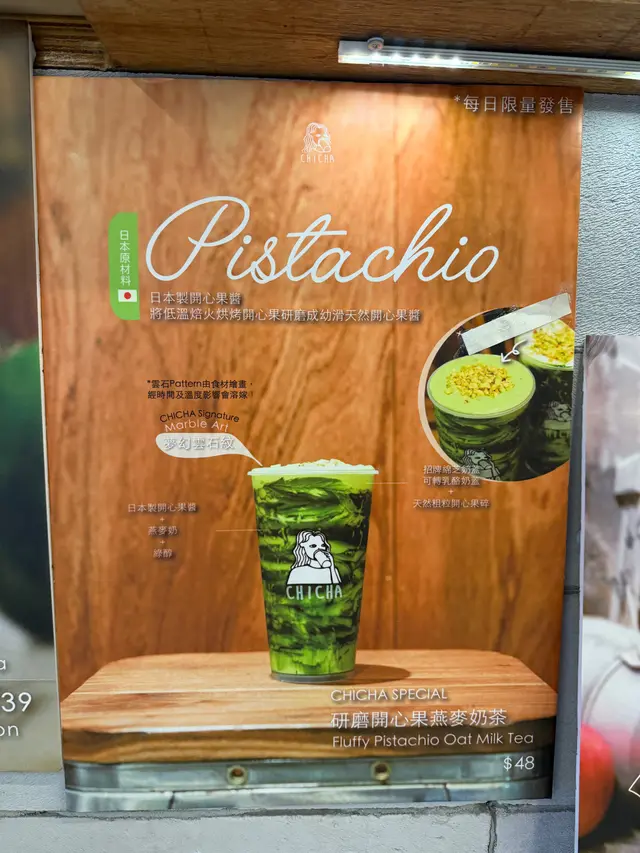 *每日限量發售
CHICHA
Pistachio
日本原材料
日本製開心果醬
將低溫焙火烘烤開心果研磨成幼滑天然開心果醬
*雲石Pattern由食材繪畫,
經時間及溫度影響會溶嫁!
CHICHA Signature
Marble Art
夢幻雲石紋
招牌綿芝奶蓋
可轉乳酪奶蓋
+
天然粗粒開心果碎
日本製開心果醬
+
燕麥奶
+
綠醇
CHICHA
CHICHA SPECIAL
研磨開心果燕麥奶茶
Fluffy Pistachio Oat Milk Tea
$48
a
39
on